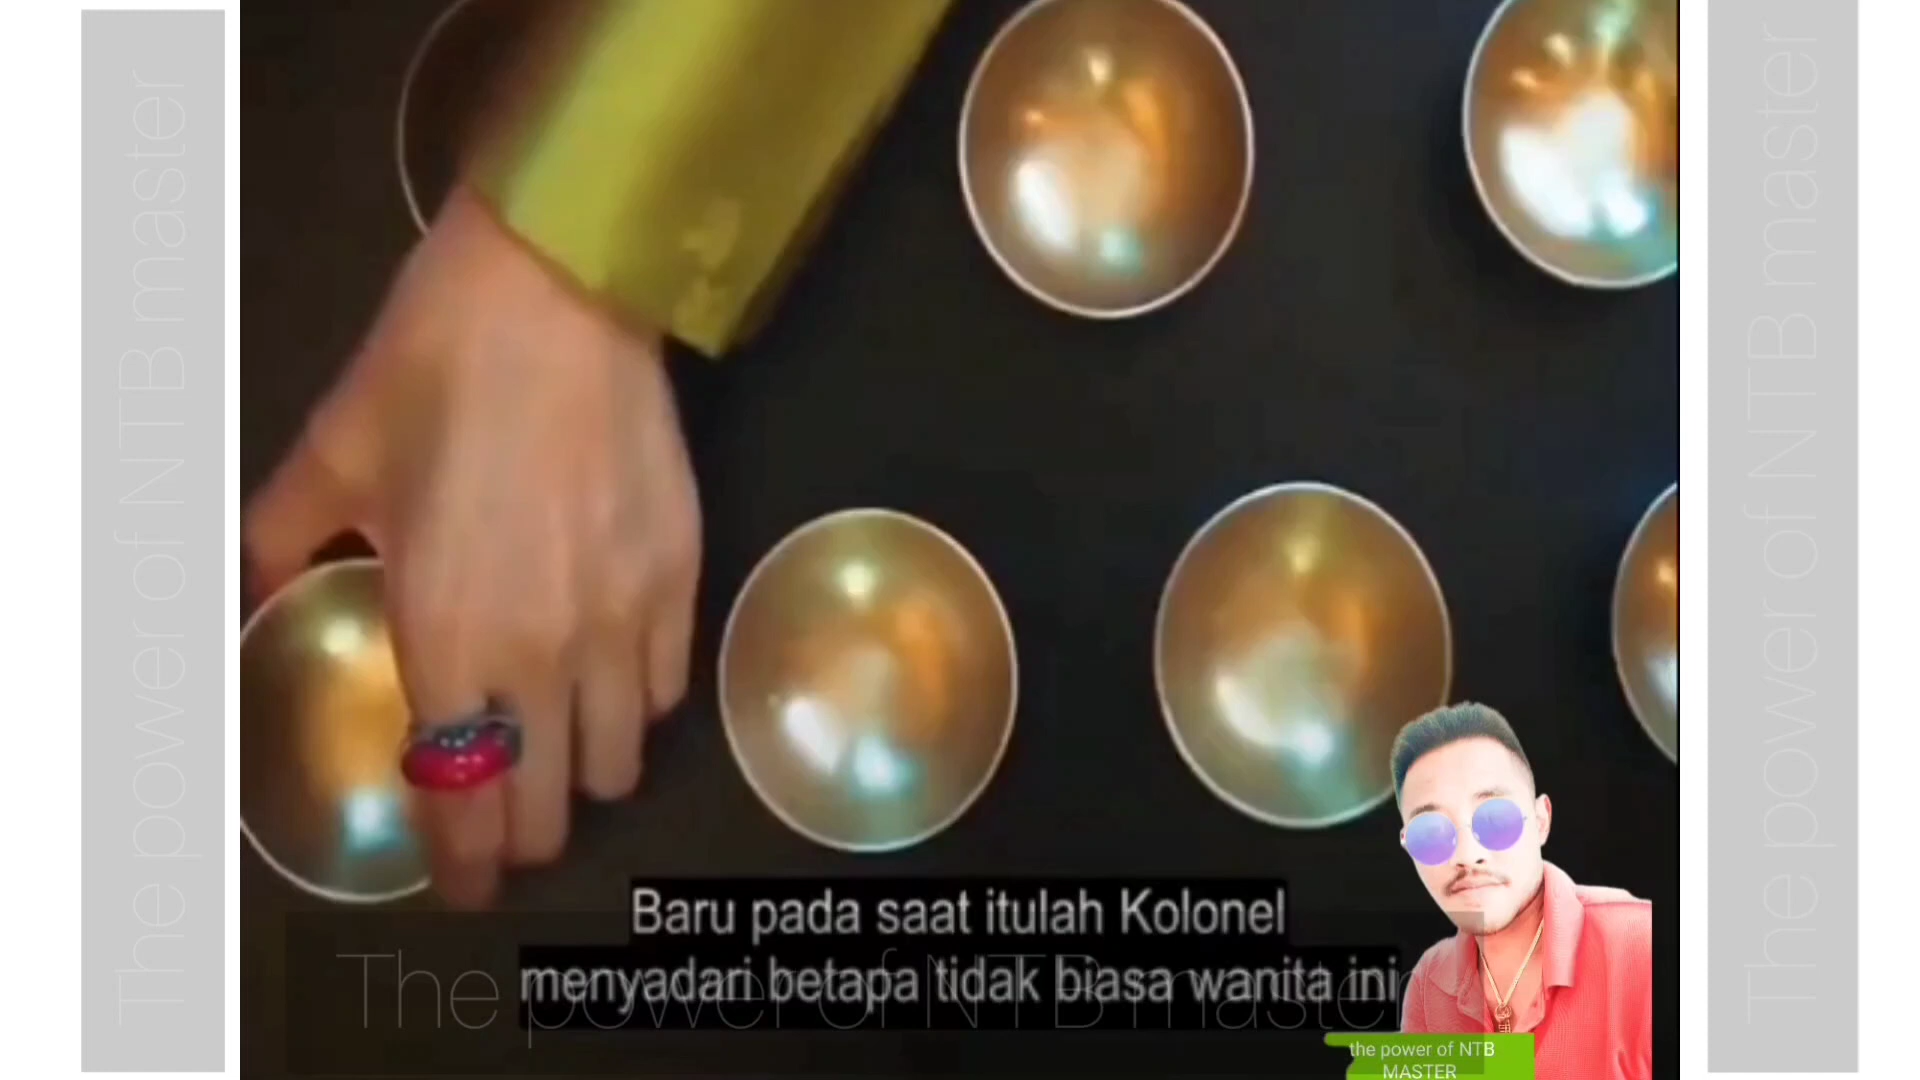 The power of NTB master
The power of NTB master
Baru pada saat itulah Kolonel
menyadari betapa tidak biasa wanita ini
The power of NTB master
the power of NTB
MASTER